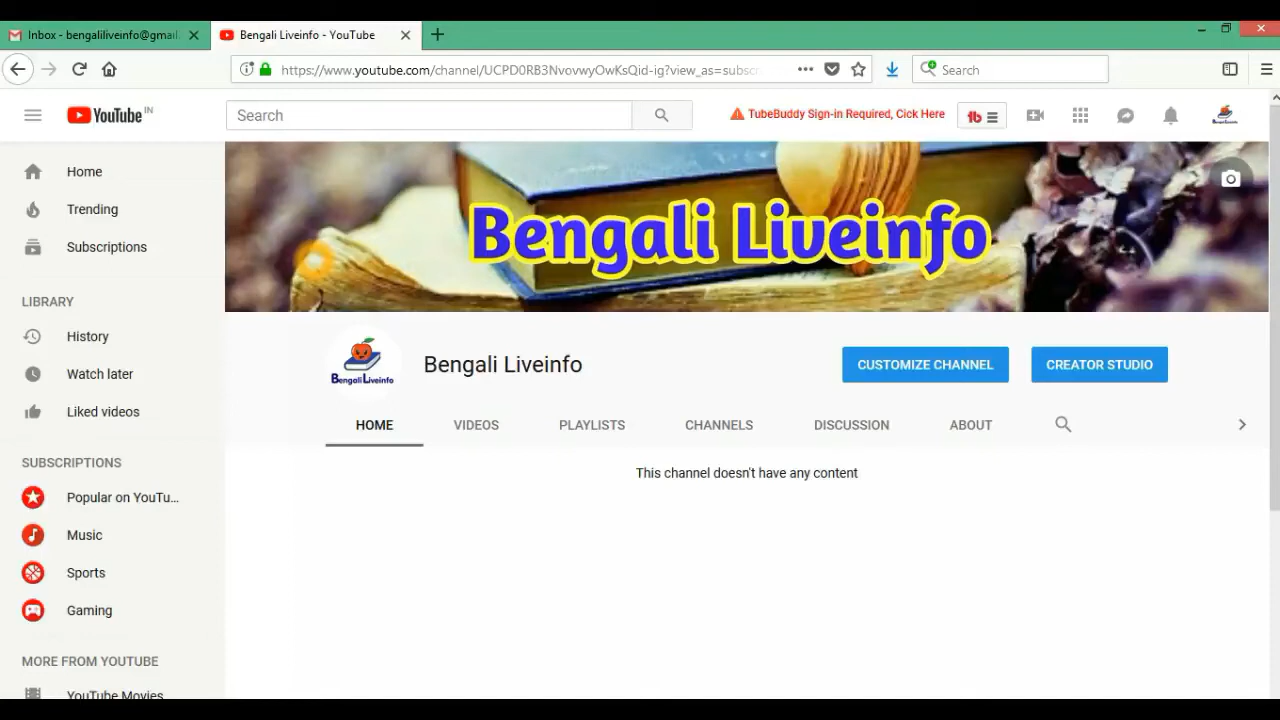 Inbox - bengaliliveinfo@gmail.
Bengali Liveinfo - YouTube
https://www.youtube.com/channel/UCPD0RB3NvovwyOwKsQid-ig?view_as=subsc
Search
YouTube IN
Search
TubeBuddy Sign-in Required, Cick Here
tb
Home
Trending
Subscriptions
LIBRARY
History
Watch later
Liked videos
SUBSCRIPTIONS
Popular on YouTu...
Music
Sports
Gaming
MORE FROM YOUTUBE
YouTube Movies
Bengali Liveinfo
Bengali Liveinfo
Bengali Liveinfo
CUSTOMIZE CHANNEL
CREATOR STUDIO
HOME VIDEOS PLAYLISTS CHANNELS DISCUSSION ABOUT
This channel doesn't have any content